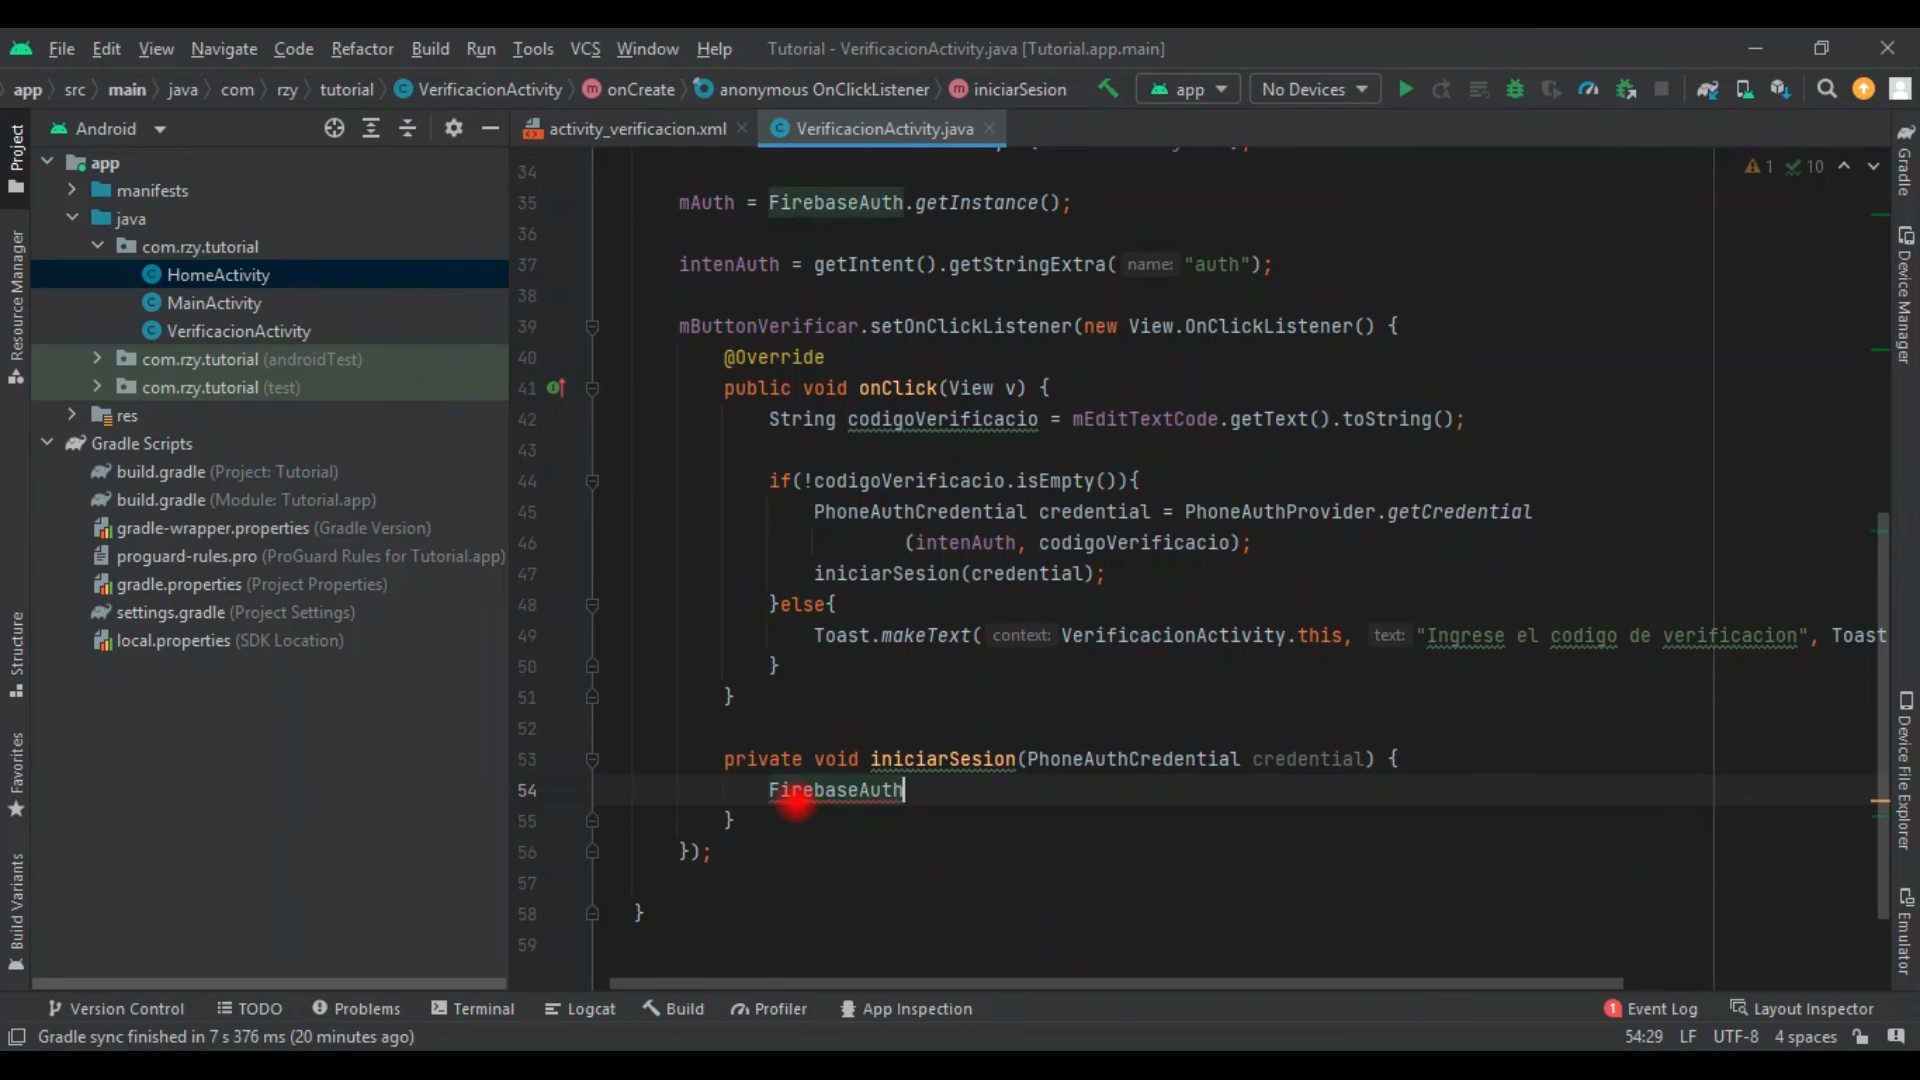 File Edit View Navigate Code Refactor Build Run Tools VCS Window Help Tutorial - VerificacionActivity.java [Tutorial.app.main]
app src main java com rzy tutorial VerificacionActivity onCreate anonymous OnClickListener iniciarSesion app No Devices
Android
activity_verificacion.xml VerificacionActivity.java
app
manifests
java
com.rzy.tutorial
HomeActivity
MainActivity
VerificacionActivity
com.rzy.tutorial (androidTest)
com.rzy.tutorial (test)
res
Gradle Scripts
build.gradle (Project: Tutorial)
build.gradle (Module: Tutorial.app)
gradle-wrapper.properties (Gradle Version)
proguard-rules.pro (ProGuard Rules for Tutorial.app)
gradle.properties (Project Properties)
settings.gradle (Project Settings)
local.properties (SDK Location)
Project
Resource Manager
Structure
Favorites
Build Variants
1 10
34
35 mAuth = FirebaseAuth.getInstance();
36
37 intenAuth = getIntent().getStringExtra( name: "auth");
38
39 mButtonVerificar.setOnClickListener(new View.OnClickListener() {
40 @Override
41 public void onClick(View v) {
42 String codigoVerificacio = mEditTextCode.getText().toString();
43
44 if(!codigoVerificacio.isEmpty()){
45 PhoneAuthCredential credential = PhoneAuthProvider.getCredential
46 (intenAuth, codigoVerificacio);
47 iniciarSesion(credential);
48 }else{
49 Toast.makeText( context: VerificacionActivity.this, text: "Ingrese el codigo de verificacion", Toast
50 }
51 }
52
53 private void iniciarSesion(PhoneAuthCredential credential) {
54 FirebaseAuth
55 }
56 });
57
58 }
59
Gradle
Device Manager
Device File Explorer
Emulator
Version Control TODO Problems Terminal Logcat Build Profiler App Inspection 1 Event Log Layout Inspector
Gradle sync finished in 7 s 376 ms (20 minutes ago) 54:29 LF UTF-8 4 spaces